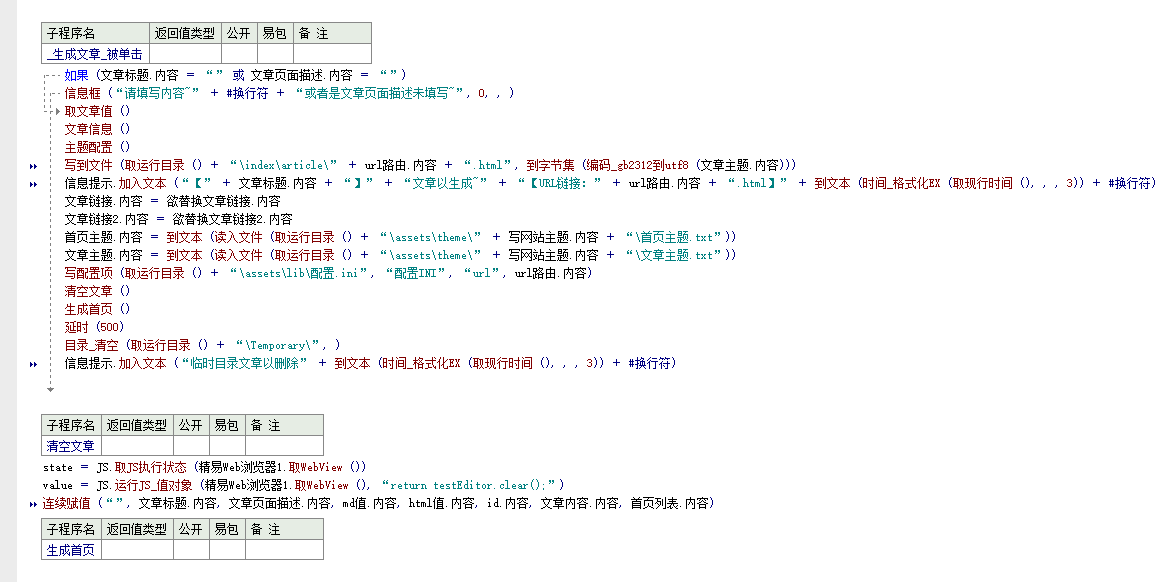 子程序名 返回值类型 公开 易包 备 注
_生成文章_被单击
如果 (文章标题.内容 = “” 或 文章页面描述.内容 = “”)
信息框 (“请填写内容~” + #换行符 + “或者是文章页面描述未填写~”, 0, , )
取文章值 ()
文章信息 ()
主题配置 ()
写到文件 (取运行目录 () + “\index\article\” + url路由.内容 + “.html”, 到字节集 (编码_gb2312到utf8 (文章主题.内容)))
信息提示.加入文本 (“【” + 文章标题.内容 + “】” + “文章以生成~” + “【URL链接：” + url路由.内容 + “.html】” + 到文本 (时间_格式化EX (取现行时间 (), , , 3)) + #换行符)
文章链接.内容 = 欲替换文章链接.内容
文章链接2.内容 = 欲替换文章链接2.内容
首页主题.内容 = 到文本 (读入文件 (取运行目录 () + “\assets\theme\” + 写网站主题.内容 + “\首页主题.txt”))
文章主题.内容 = 到文本 (读入文件 (取运行目录 () + “\assets\theme\” + 写网站主题.内容 + “\文章主题.txt”))
写配置项 (取运行目录 () + “\assets\lib\配置.ini”, “配置INI”, “url”, url路由.内容)
清空文章 ()
生成首页 ()
延时 (500)
目录_清空 (取运行目录 () + “\Temporary\”, )
信息提示.加入文本 (“临时目录文章以删除” + 到文本 (时间_格式化EX (取现行时间 (), , , 3)) + #换行符)
子程序名 返回值类型 公开 易包 备 注
清空文章
state = JS.取JS执行状态 (精易Web浏览器1.取WebView ())
value = JS.运行JS_值对象 (精易Web浏览器1.取WebView (), “return testEditor.clear();”)
连续赋值 (“”, 文章标题.内容, 文章页面描述.内容, md值.内容, html值.内容, id.内容, 文章内容.内容, 首页列表.内容)
子程序名 返回值类型 公开 易包 备 注
生成首页